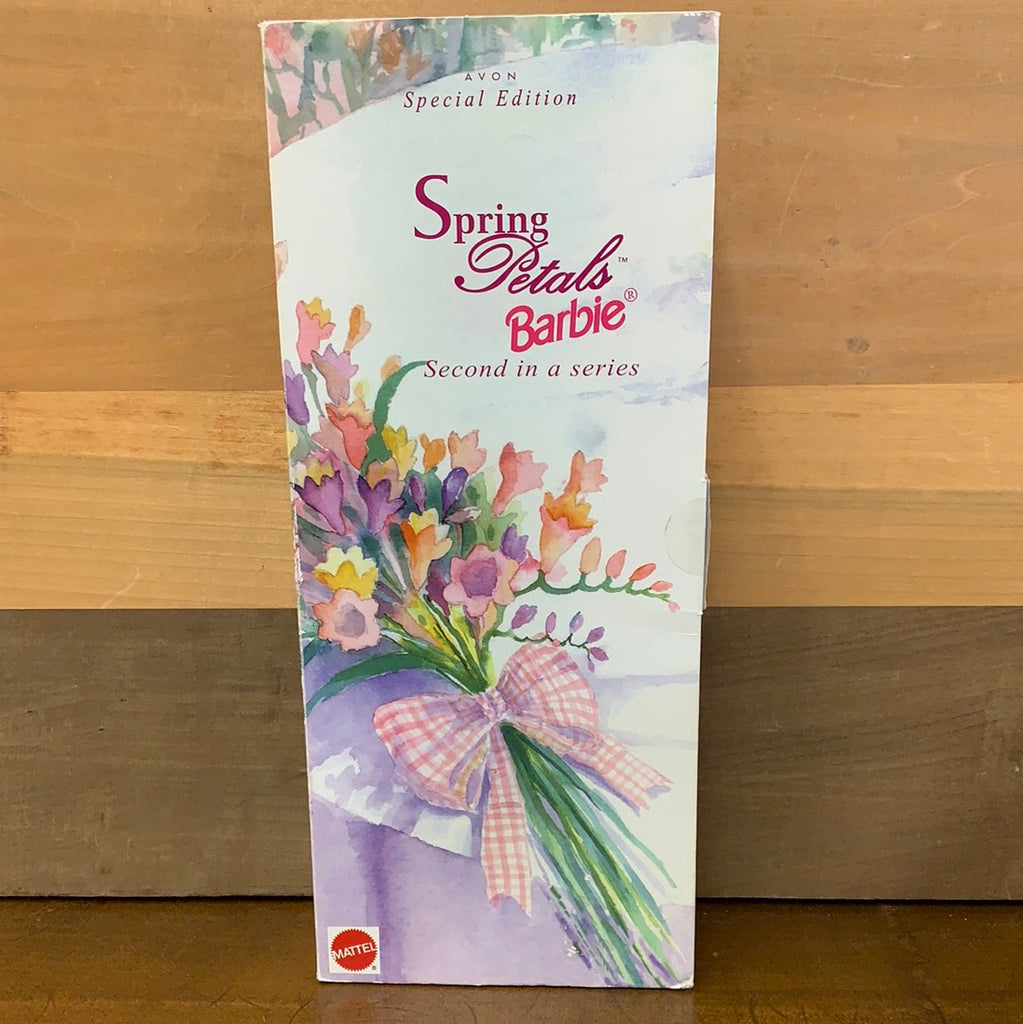 AVON
Special Edition
Spring
Petals™
Barbie®
Second in a series
MATTEL®